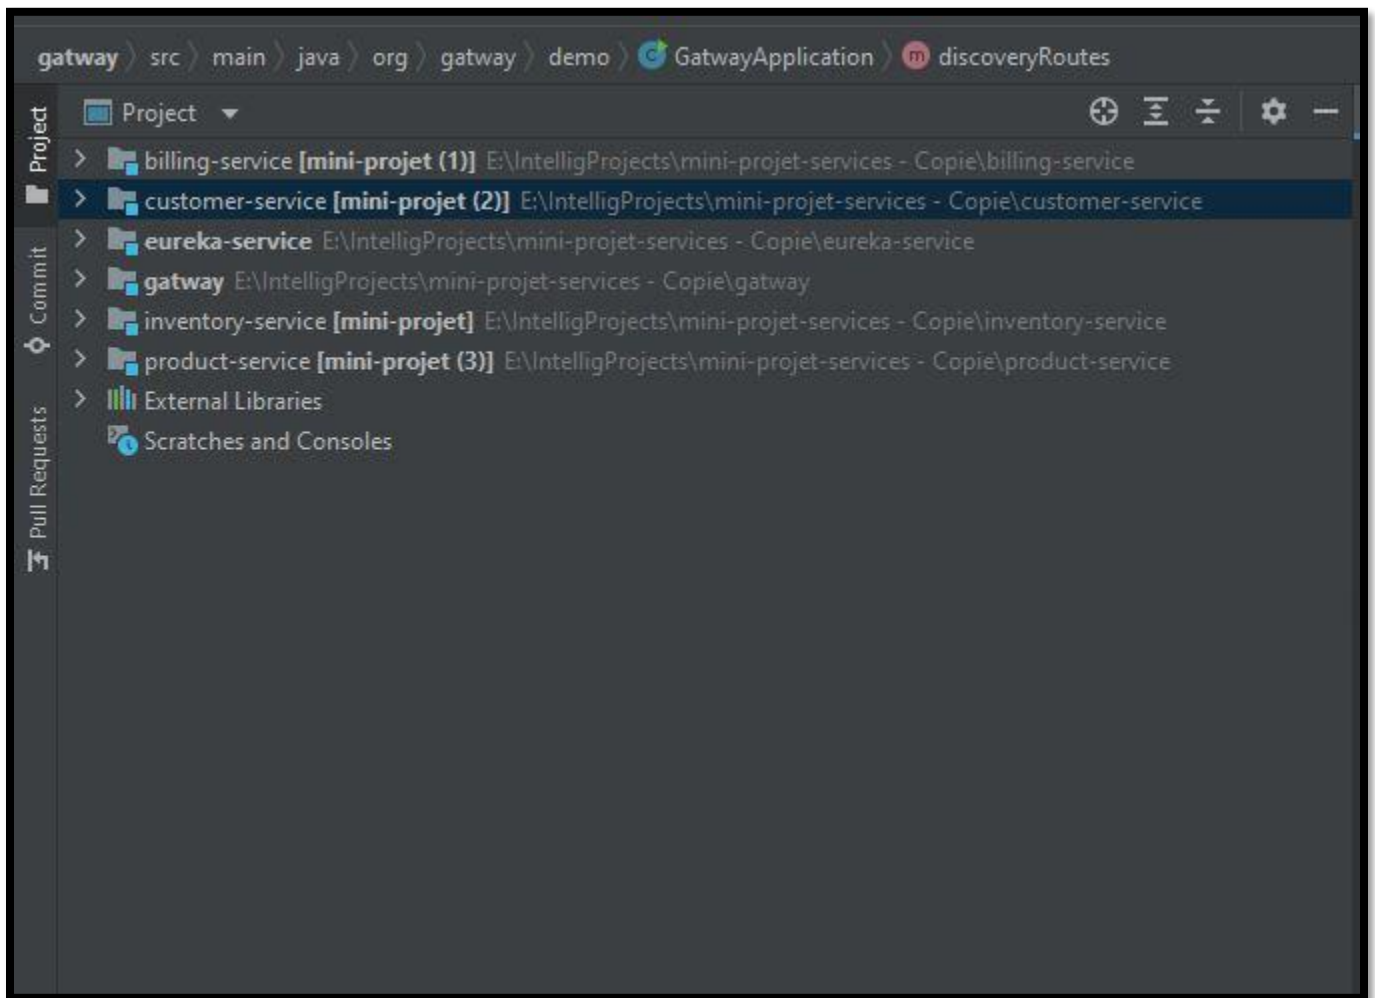 gatway src main java org gatway demo GatwayApplication discoveryRoutes
Project
billing-service [mini-projet (1)] E:\IntelligProjects\mini-projet-services - Copie\billing-service
customer-service [mini-projet (2)] E:\IntelligProjects\mini-projet-services - Copie\customer-service
eureka-service E:\IntelligProjects\mini-projet-services - Copie\eureka-service
gatway E:\IntelligProjects\mini-projet-services - Copie\gatway
inventory-service [mini-projet] E:\IntelligProjects\mini-projet-services - Copie\inventory-service
product-service [mini-projet (3)] E:\IntelligProjects\mini-projet-services - Copie\product-service
External Libraries
Scratches and Consoles
Project
Commit
Pull Requests